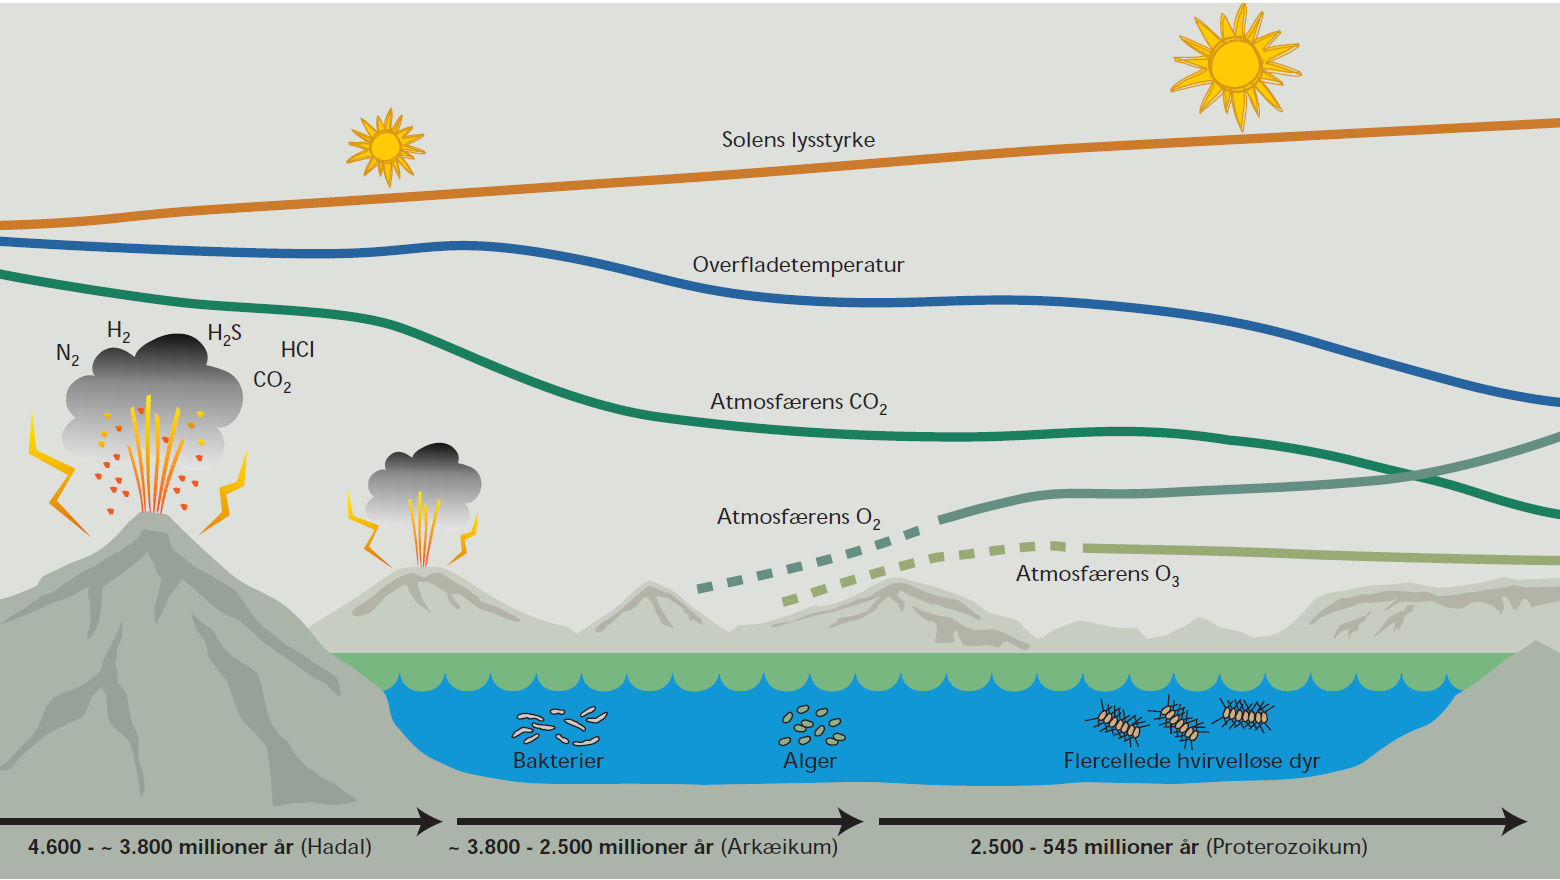 Solens lysstyrke
Overfladetemperatur
H₂
H₂S
N₂
HCl
CO₂
Atmosfærens CO₂
Atmosfærens O₂
Atmosfærens O₃
Bakterier
Alger
Flercellede hvirvelløse dyr
4.600 - ~ 3.800 millioner år (Hadal)
~ 3.800 - 2.500 millioner år (Arkæikum)
2.500 - 545 millioner år (Proterozoikum)